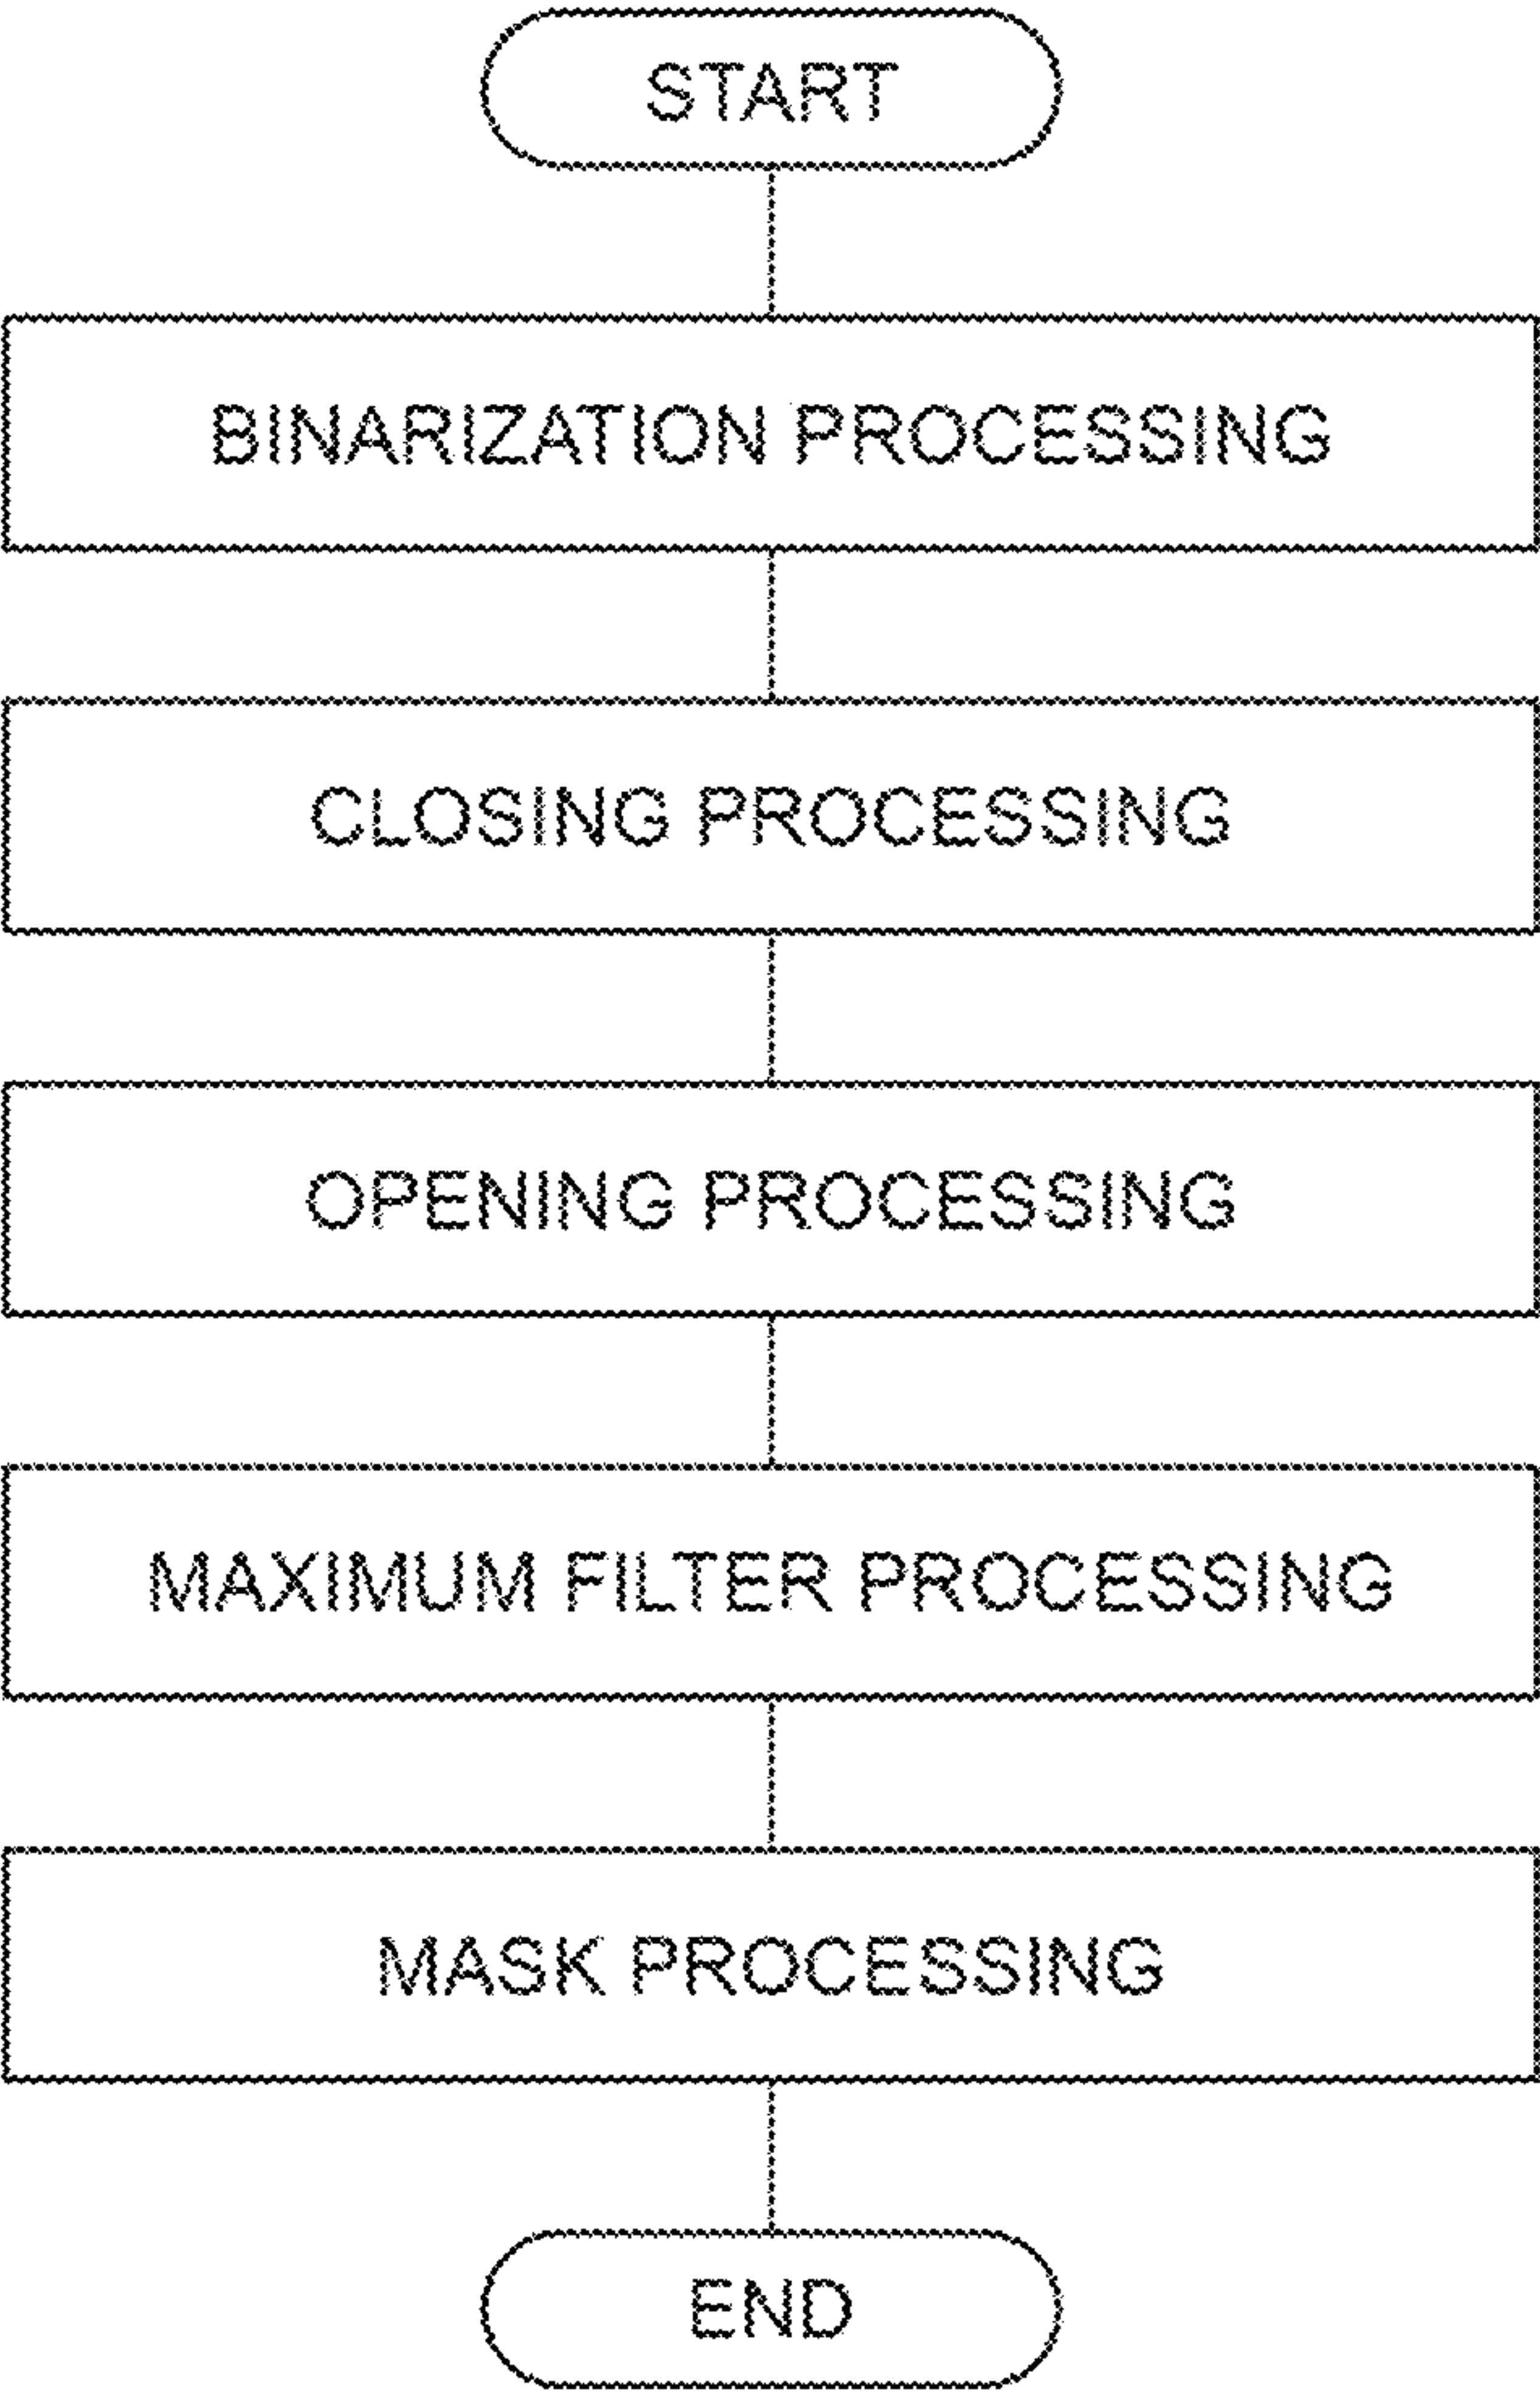 START
BINARIZATION PROCESSING
CLOSING PROCESSING
OPENING PROCESSING
MAXIMUM FILTER PROCESSING
MASK PROCESSING
END